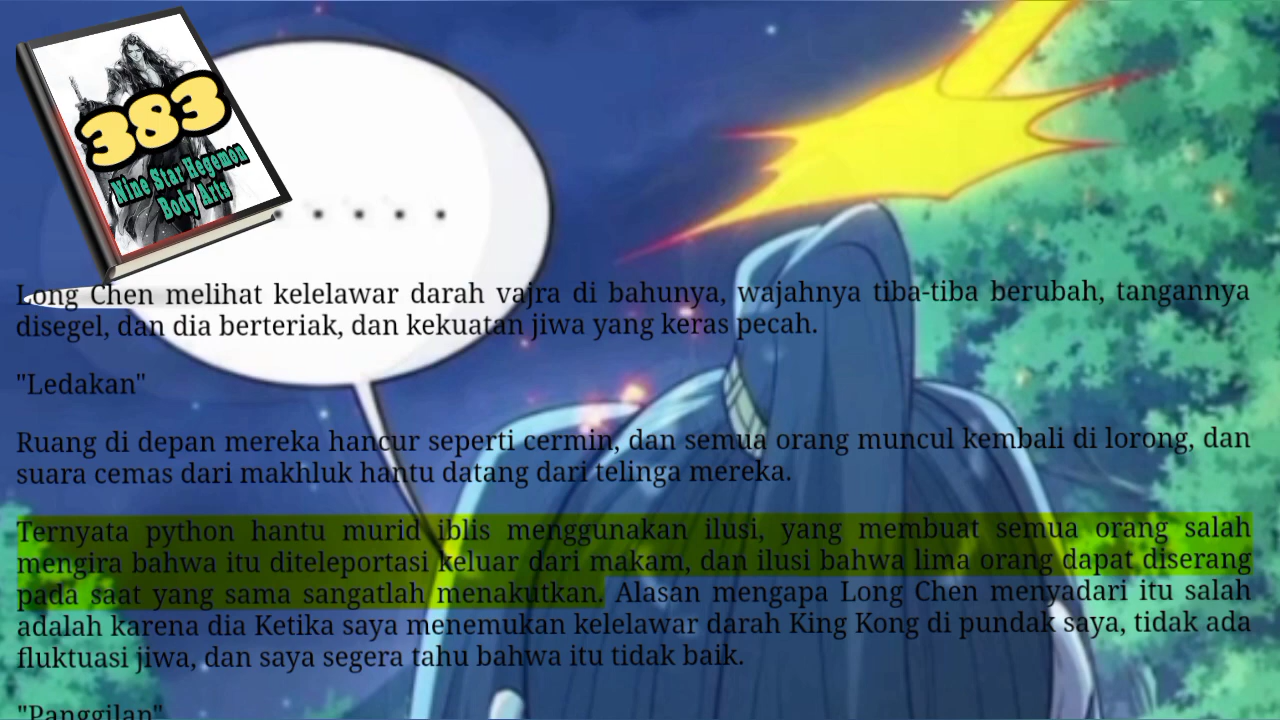 383
Nine Star Hegemon
Body Arts
. . . . .
Long Chen melihat kelelawar darah vajra di bahunya, wajahnya tiba-tiba berubah, tangannya
disegel, dan dia berteriak, dan kekuatan jiwa yang keras pecah.
"Ledakan"
Ruang di depan mereka hancur seperti cermin, dan semua orang muncul kembali di lorong, dan
suara cemas dari makhluk hantu datang dari telinga mereka.
Ternyata python hantu murid iblis menggunakan ilusi, yang membuat semua orang salah
mengira bahwa itu diteleportasi keluar dari makam, dan ilusi bahwa lima orang dapat diserang
pada saat yang sama sangatlah menakutkan. Alasan mengapa Long Chen menyadari itu salah
adalah karena dia Ketika saya menemukan kelelawar darah King Kong di pundak saya, tidak ada
fluktuasi jiwa, dan saya segera tahu bahwa itu tidak baik.
"Panggilan"